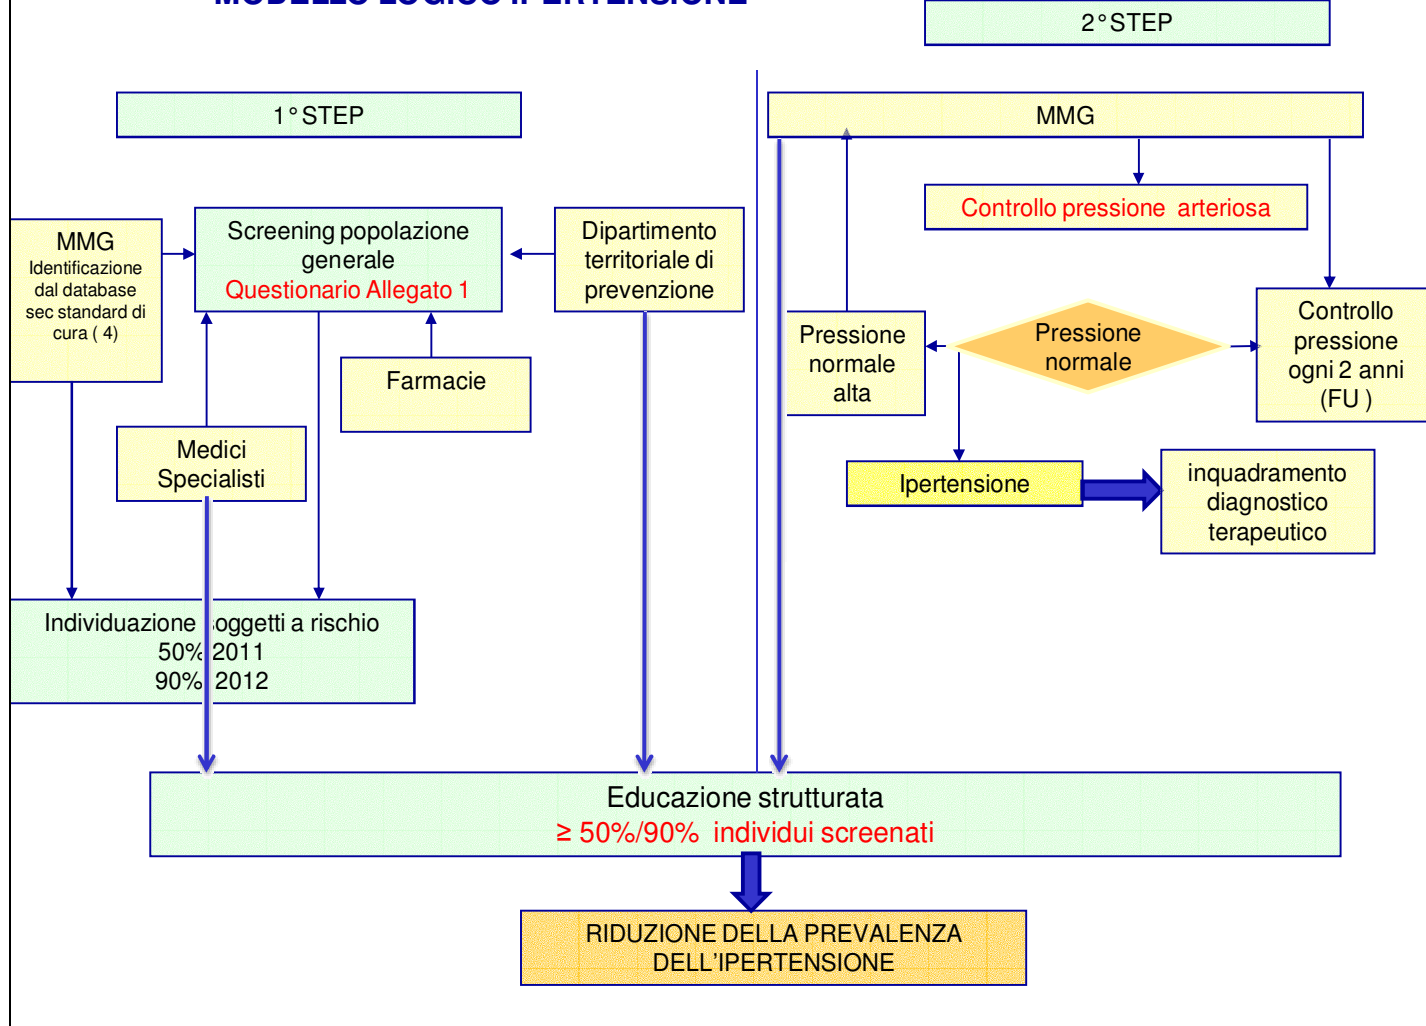 MODELLO LOGICO IPERTENSIONE
2° STEP
1° STEP
MMG
Controllo pressione arteriosa
MMG
Identificazione
dal database
sec standard di
cura ( 4)
Screening popolazione
generale
Questionario Allegato 1
Dipartimento
territoriale di
prevenzione
Farmacie
Medici
Specialisti
Pressione
normale
alta
Pressione
normale
Controllo
pressione
ogni 2 anni
(FU )
Ipertensione
inquadramento
diagnostico
terapeutico
Individuazione soggetti a rischio
50% 2011
90% 2012
Educazione strutturata
≥ 50%/90% individui screenati
RIDUZIONE DELLA PREVALENZA
DELL'IPERTENSIONE